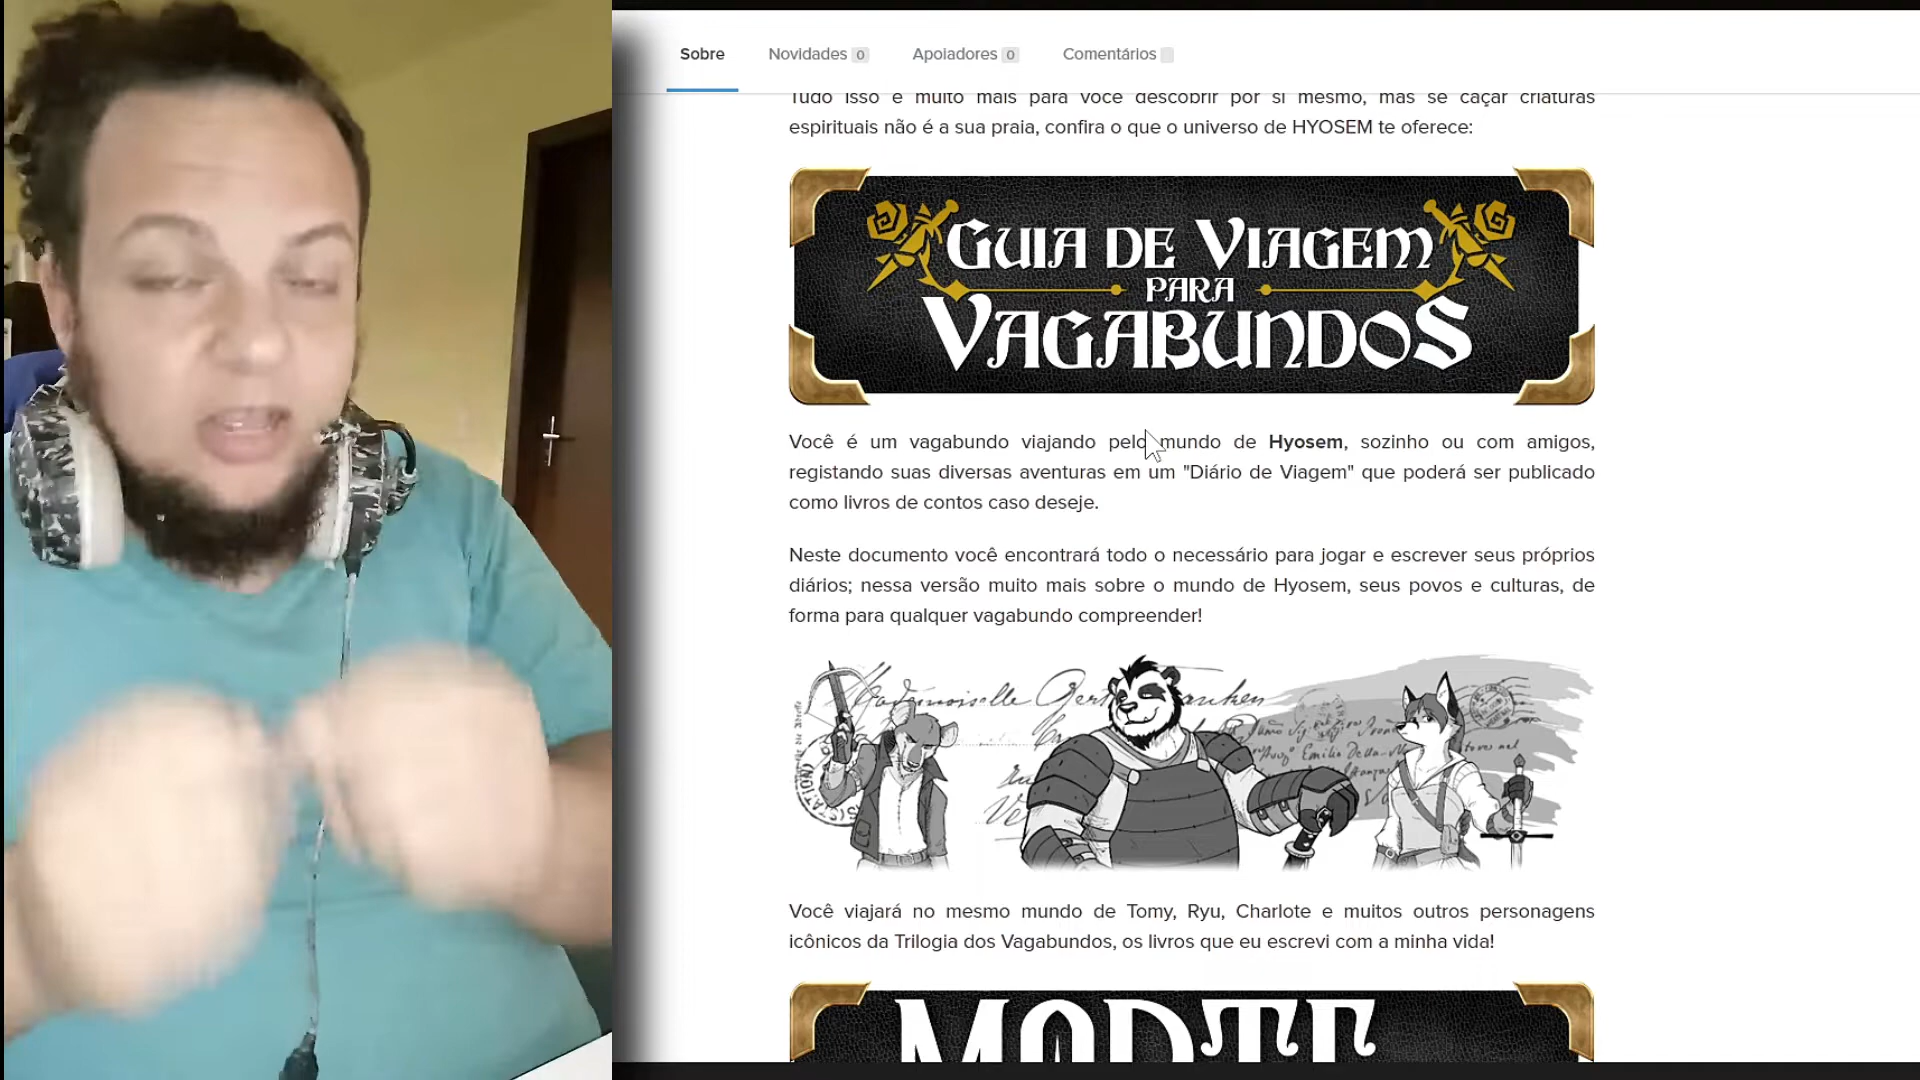 Sobre
Novidades 0
Apoiadores 0
Comentários
Tudo isso é muito mais para você descobrir por si mesmo, mas se caçar criaturas
espirituais não é a sua praia, confira o que o universo de HYOSEM te oferece:
GUIA DE VIAGEM
PARA
VAGABUNDOS
Você é um vagabundo viajando pelo mundo de Hyosem, sozinho ou com amigos,
registando suas diversas aventuras em um "Diário de Viagem" que poderá ser publicado
como livros de contos caso deseje.
Neste documento você encontrará todo o necessário para jogar e escrever seus próprios
diários; nessa versão muito mais sobre o mundo de Hyosem, seus povos e culturas, de
forma para qualquer vagabundo compreender!
Mademoiselle
Você viajará no mesmo mundo de Tomy, Ryu, Charlote e muitos outros personagens
icônicos da Trilogia dos Vagabundos, os livros que eu escrevi com a minha vida!
MORTE